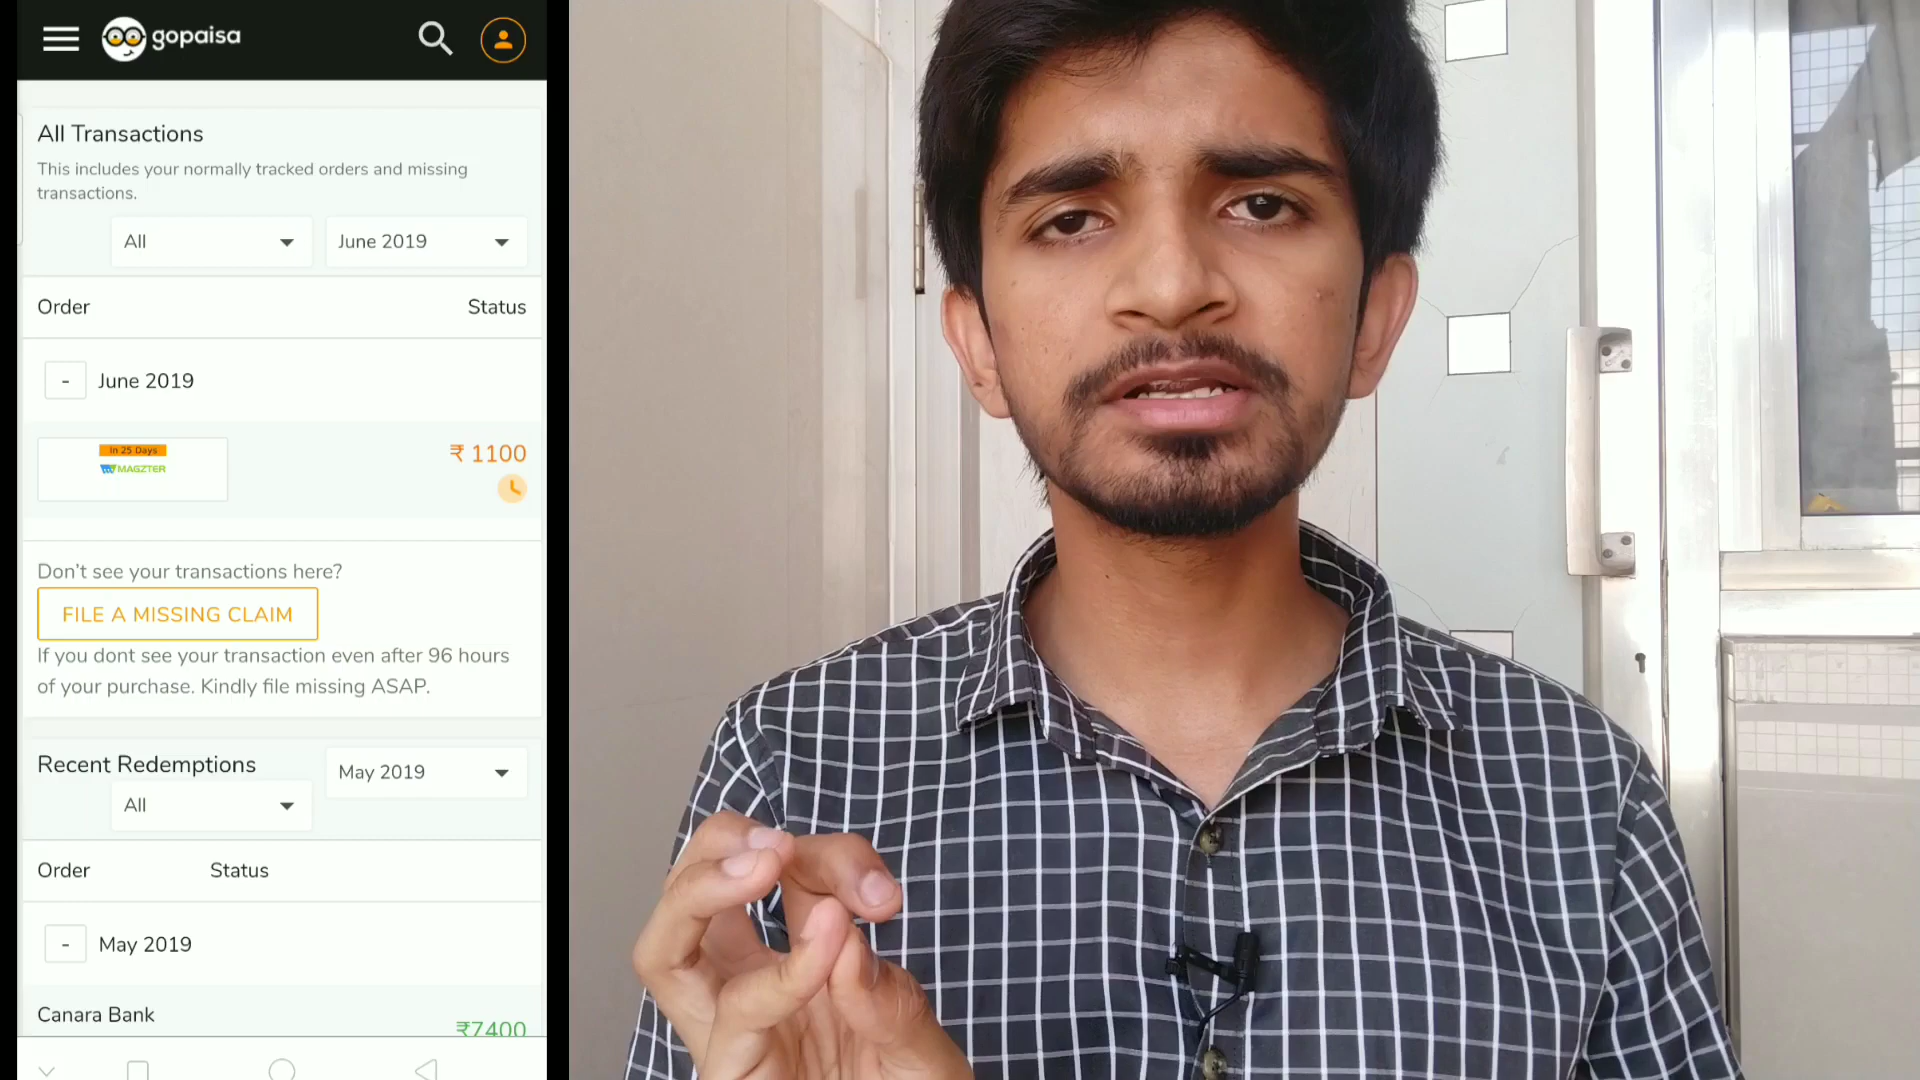 gopaisa
All Transactions
This includes your normally tracked orders and missing
transactions.
All
June 2019
Order
Status
-
June 2019
In 25 Days
MAGZTER
₹ 1100
Don't see your transactions here?
FILE A MISSING CLAIM
If you dont see your transaction even after 96 hours
of your purchase. Kindly file missing ASAP.
Recent Redemptions
May 2019
All
Order
Status
-
May 2019
Canara Bank
₹7400